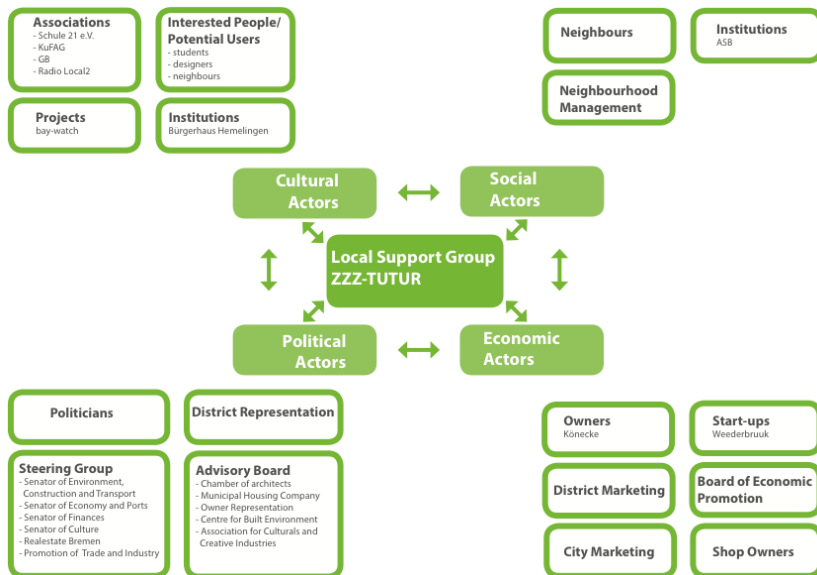 Associations
- Schule 21 e.V.
- KuFAG
- GB
- Radio Local2
Interested People/
Potential Users
- students
- designers
- neighbours
Projects
bay-watch
Institutions
Bürgerhaus Hemelingen
Neighbours
Institutions
ASB
Neighbourhood
Management
Cultural
Actors
Social
Actors
Local Support Group
ZZZ-TUTUR
Political
Actors
Economic
Actors
Politicians
District Representation
Steering Group
- Senator of Environment,
Construction and Transport
- Senator of Economy and Ports
- Senator of Finances
- Senator of Culture
- Realestate Bremen
- Promotion of Trade and Industry
Advisory Board
- Chamber of architects
- Municipal Housing Company
- Owner Representation
- Centre for Built Environment
- Association for Culturals and
Creative Industries
Owners
Könecke
Start-ups
Weederbruuk
District Marketing
Board of Economic
Promotion
City Marketing
Shop Owners